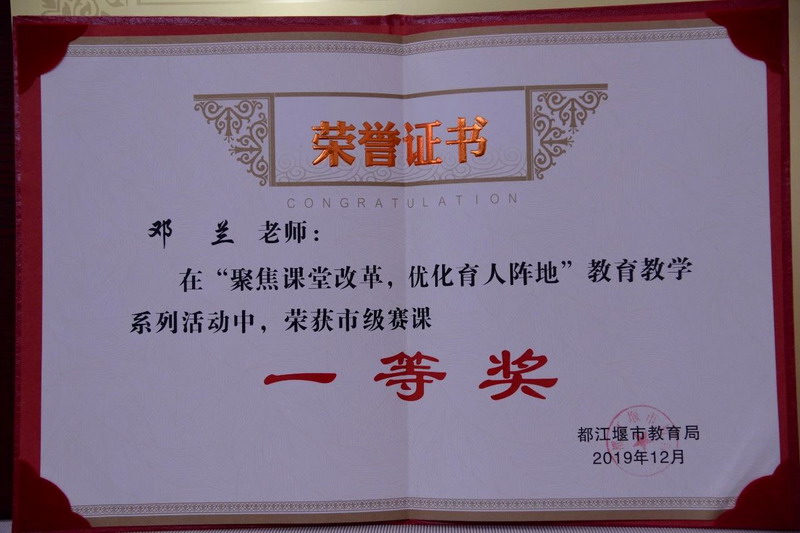 荣誉证书
CONGRATULATION
邓 兰 老师：
在“聚焦课堂改革，优化育人阵地”教育教学
系列活动中，荣获市级赛课
一等奖
都江堰市教育局
2019年12月